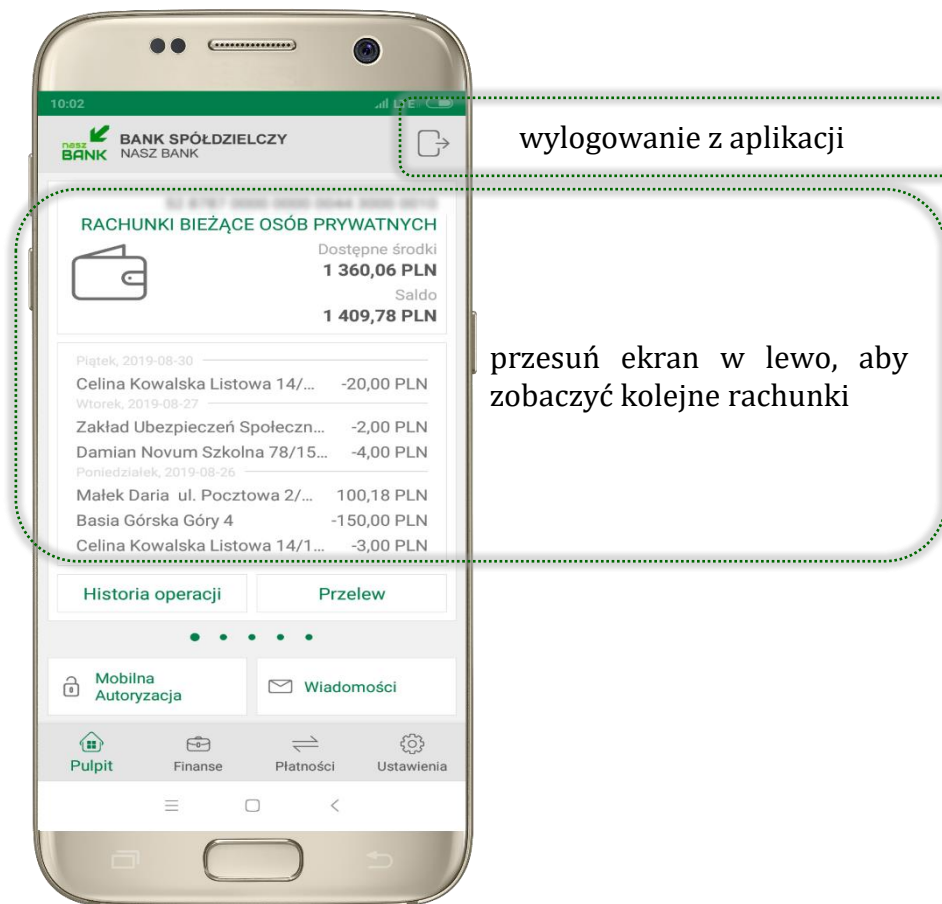 10:02
LTE
nasz
BANK
BANK SPÓŁDZIELCZY
NASZ BANK
wylogowanie z aplikacji
RACHUNKI BIEŻĄCE OSÓB PRYWATNYCH
Dostępne środki
1 360,06 PLN
Saldo
1 409,78 PLN
przesuń ekran w lewo, aby
zobaczyć kolejne rachunki
Piątek, 2019-08-30
Celina Kowalska Listowa 14/... -20,00 PLN
Wtorek, 2019-08-27
Zakład Ubezpieczeń Społeczn... -2,00 PLN
Damian Novum Szkolna 78/15... -4,00 PLN
Poniedziałek, 2019-08-26
Małek Daria ul. Pocztowa 2/... 100,18 PLN
Basia Górska Góry 4 -150,00 PLN
Celina Kowalska Listowa 14/1... -3,00 PLN
Historia operacji Przelew
Mobilna
Autoryzacja
Wiadomości
Pulpit Finanse Płatności Ustawienia